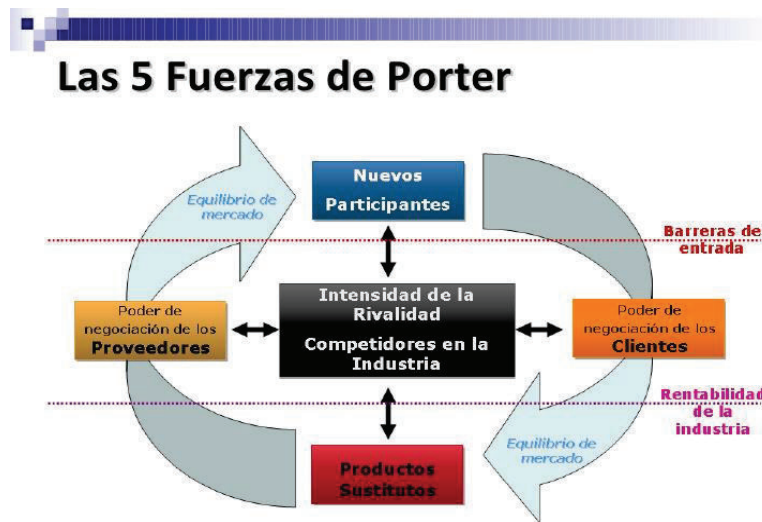 Las 5 Fuerzas de Porter
Nuevos
Participantes
Equilibrio de
mercado
Barreras de
entrada
Intensidad de la
Rivalidad
Competidores en la
Industria
Poder de
negociación de los
Proveedores
Poder de
negociación de los
Clientes
Rentabilidad
de la
industria
Equilibrio de
mercado
Productos
Sustitutos